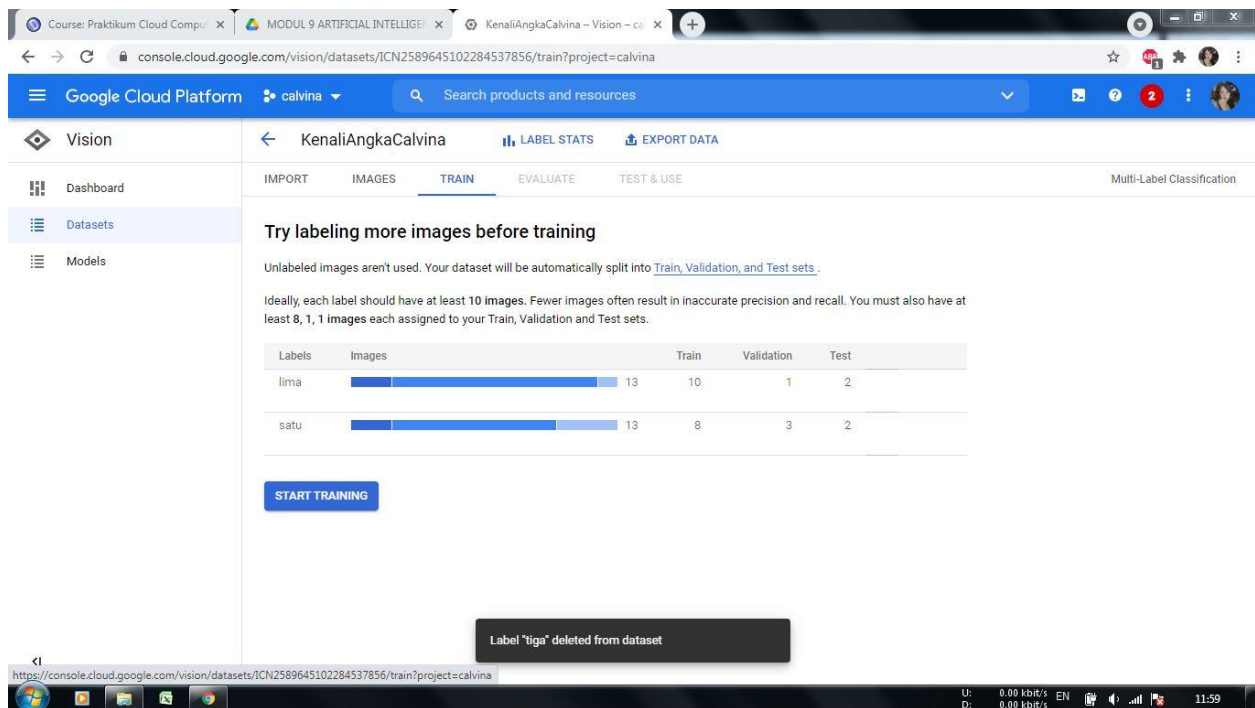 Course: Praktikum Cloud Comput
MODUL 9 ARTIFICIAL INTELLIGEN
KenaliAngkaCalvina – Vision – ca
console.cloud.google.com/vision/datasets/ICN2589645102284537856/train?project=calvina
ABP
1
Google Cloud Platform
calvina
Search products and resources
2
Vision
KenaliAngkaCalvina
LABEL STATS
EXPORT DATA
Dashboard
Datasets
Models
IMPORT IMAGES TRAIN EVALUATE TEST & USE
Multi-Label Classification
Try labeling more images before training
Unlabeled images aren't used. Your dataset will be automatically split into Train, Validation, and Test sets .
Ideally, each label should have at least 10 images. Fewer images often result in inaccurate precision and recall. You must also have at
least 8, 1, 1 images each assigned to your Train, Validation and Test sets.
Labels Images Train Validation Test
lima 13 10 1 2
satu 13 8 3 2
START TRAINING
Label "tiga" deleted from dataset
https://console.cloud.google.com/vision/datasets/ICN2589645102284537856/train?project=calvina
U: 0.00 kbit/s
D: 0.00 kbit/s
EN
11:59